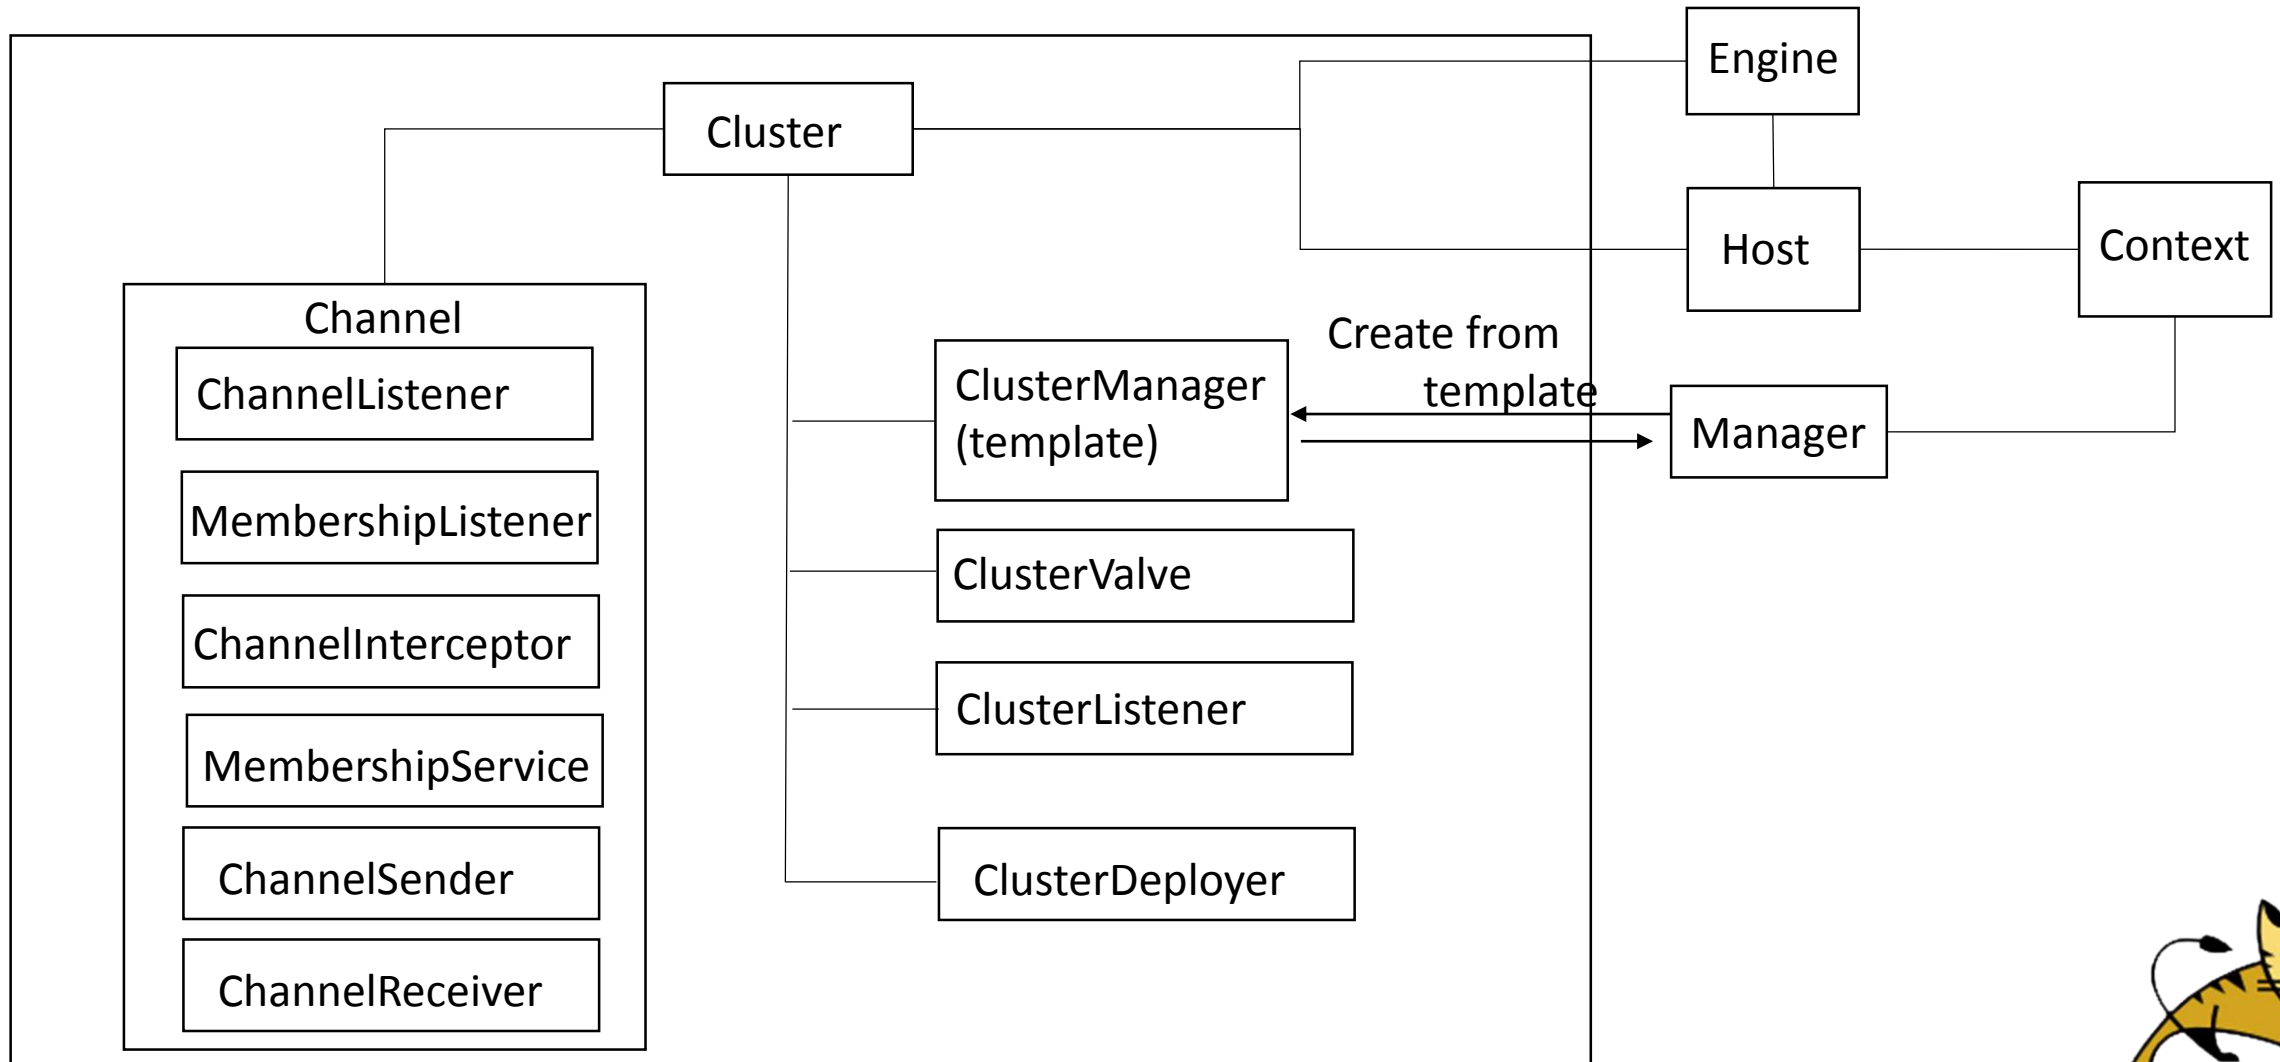 Engine
Cluster
Host
Context
Channel
ChannelListener
MembershipListener
ChannelInterceptor
MembershipService
ChannelSender
ChannelReceiver
ClusterManager
(template)
ClusterValve
ClusterListener
ClusterDeployer
Create from
template
Manager